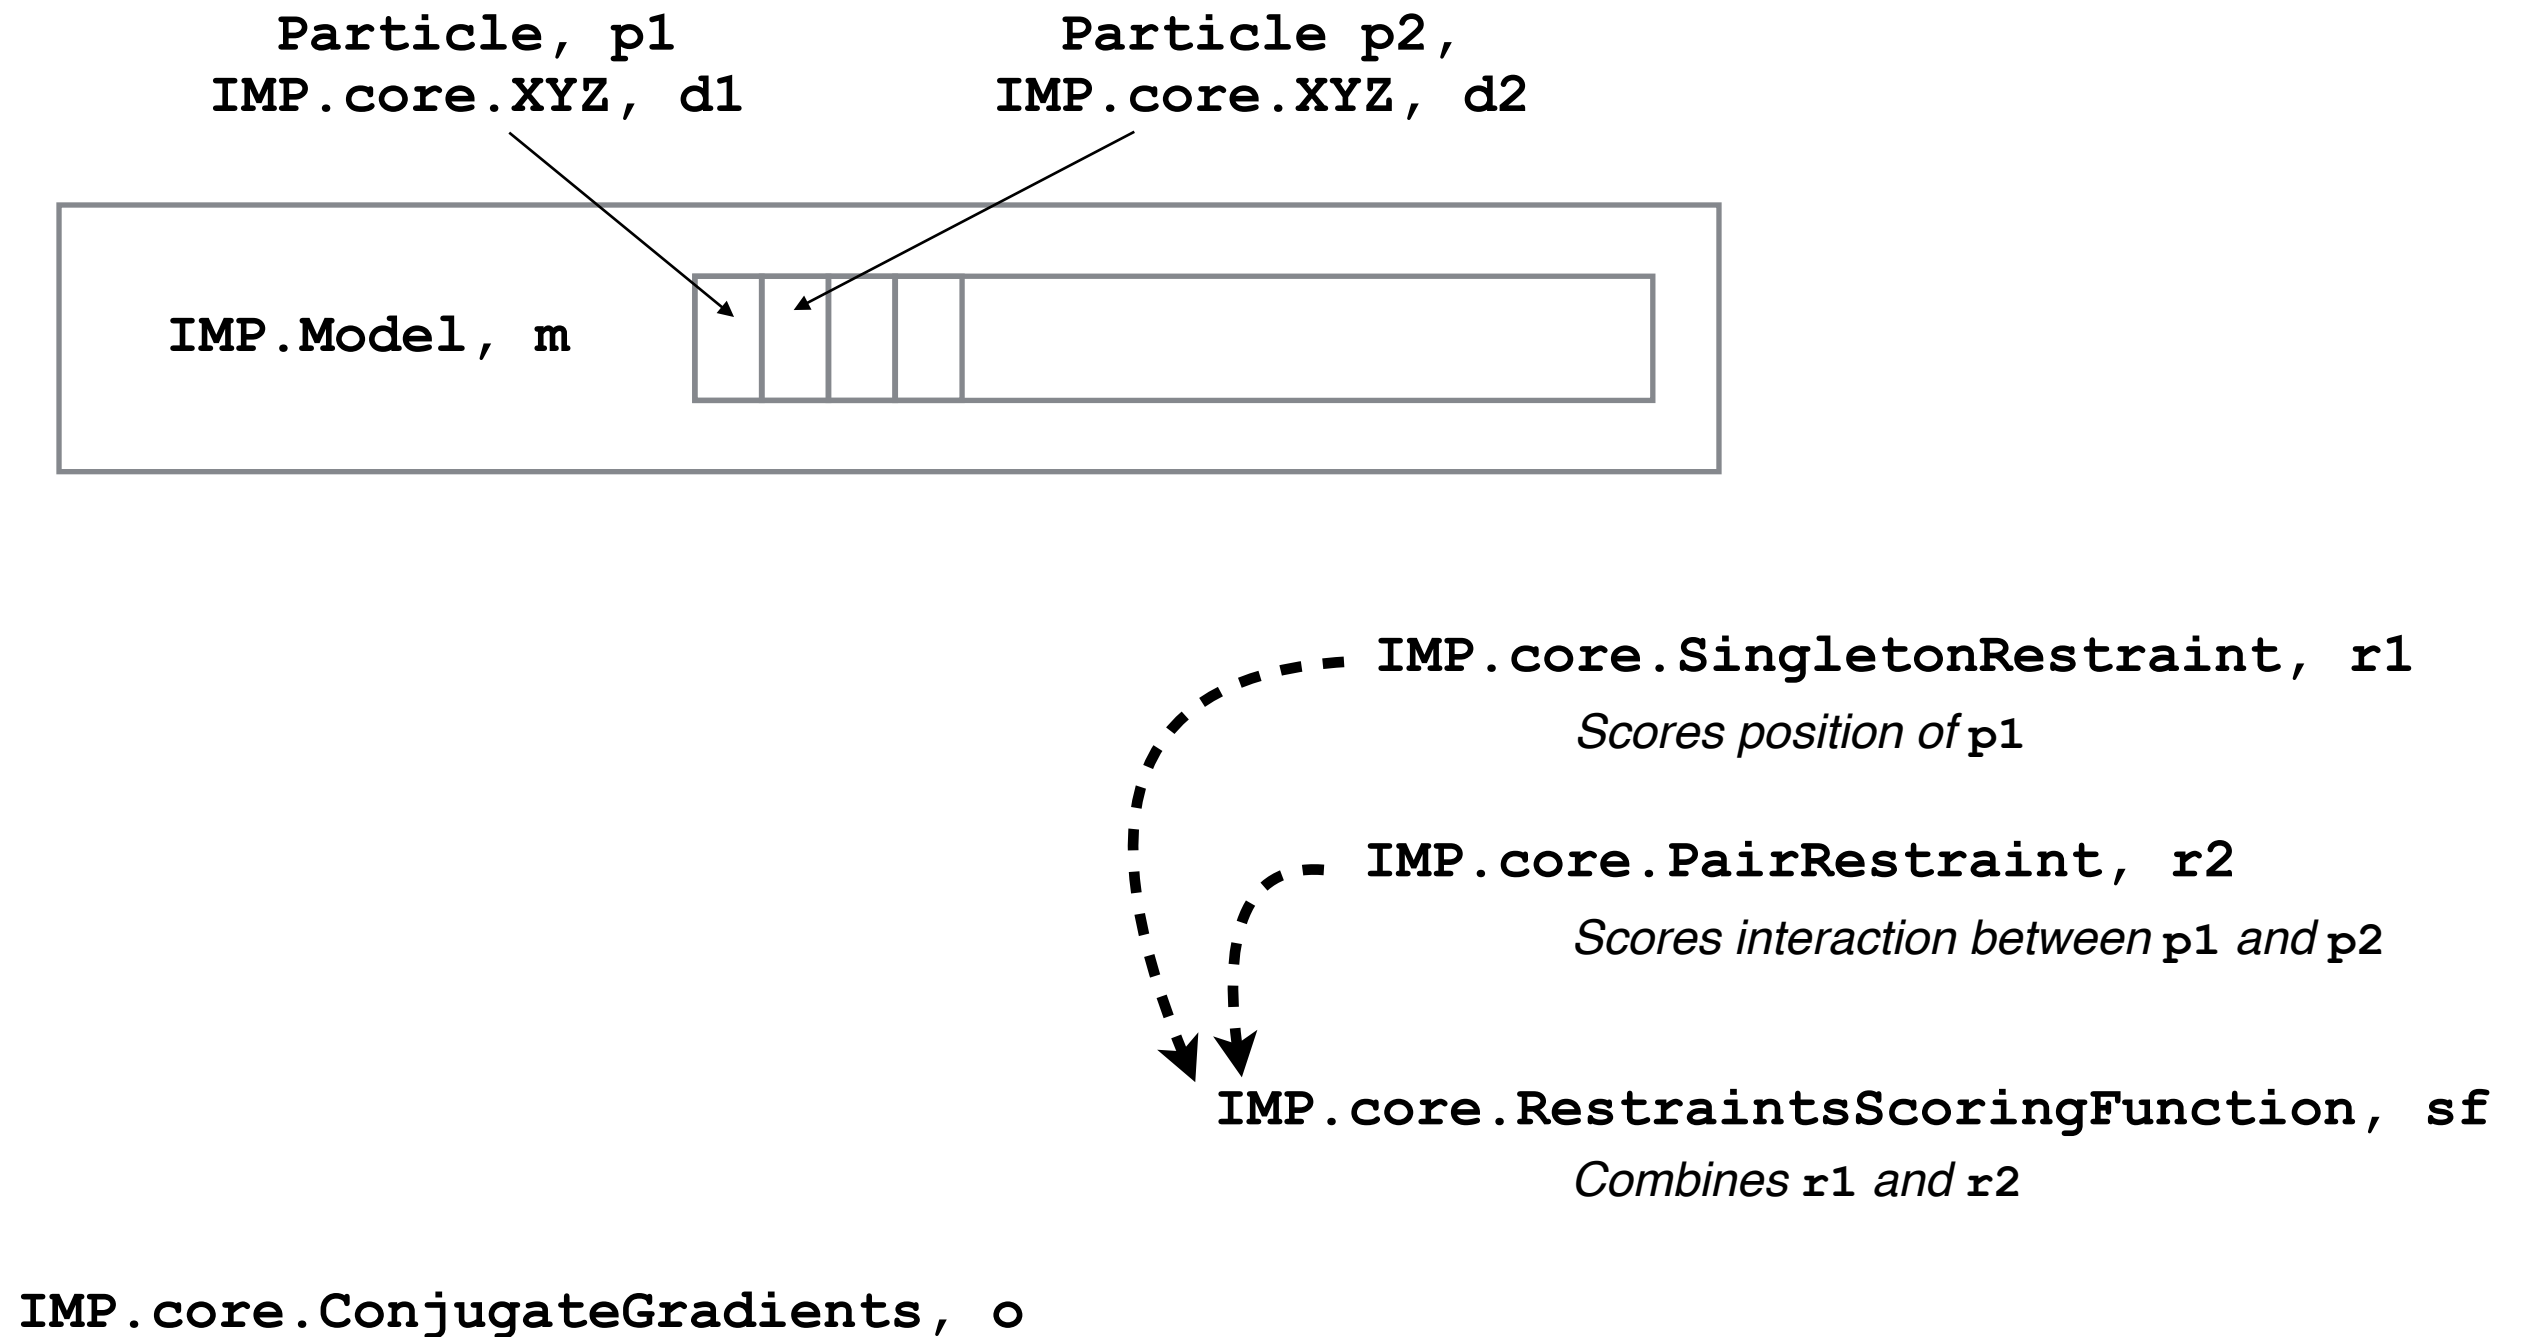 Particle, p1
IMP.core.XYZ, d1
Particle p2,
IMP.core.XYZ, d2
IMP.Model, m
IMP.core.SingletonRestraint, r1
Scores position of p1
IMP.core.PairRestraint, r2
Scores interaction between p1 and p2
IMP.core.RestraintsScoringFunction, sf
Combines r1 and r2
IMP.core.ConjugateGradients, o